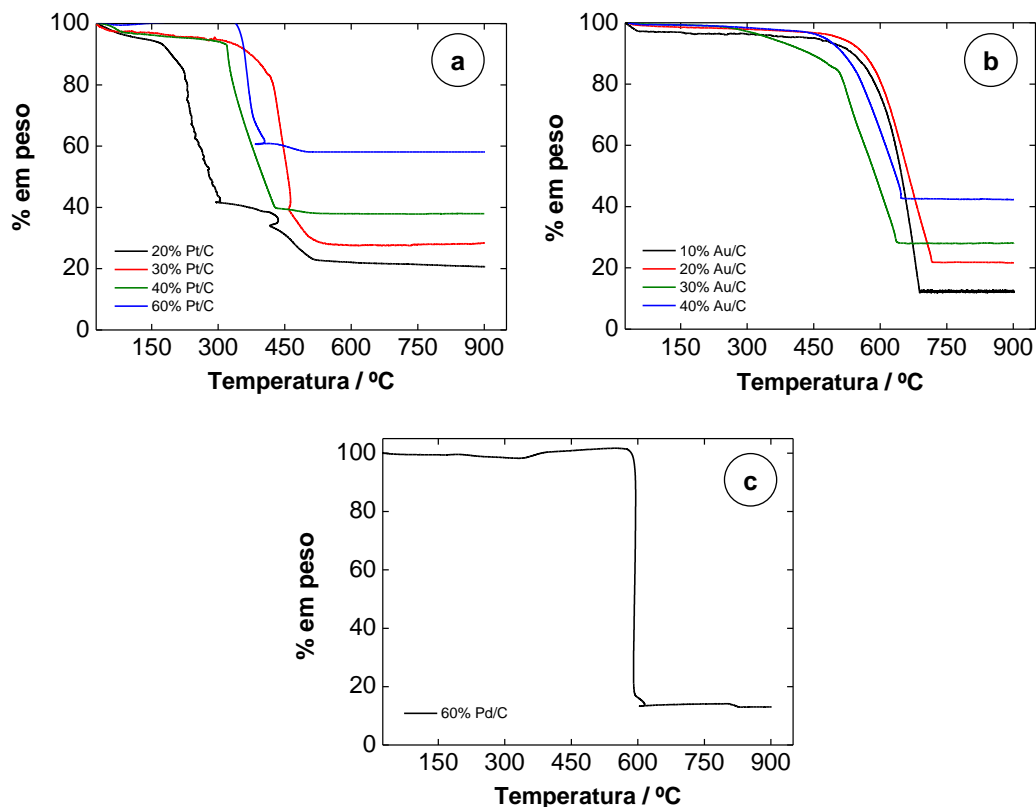 a
% em peso
100
80
60
40
20
0
20% Pt/C
30% Pt/C
40% Pt/C
60% Pt/C
150 300 450 600 750 900
Temperatura / ºC
b
% em peso
100
80
60
40
20
0
10% Au/C
20% Au/C
30% Au/C
40% Au/C
150 300 450 600 750 900
Temperatura / ºC
c
% em peso
100
80
60
40
20
0
60% Pd/C
150 300 450 600 750 900
Temperatura / ºC